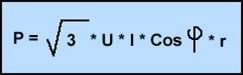 P = √3 * U * I * Cos φ * r